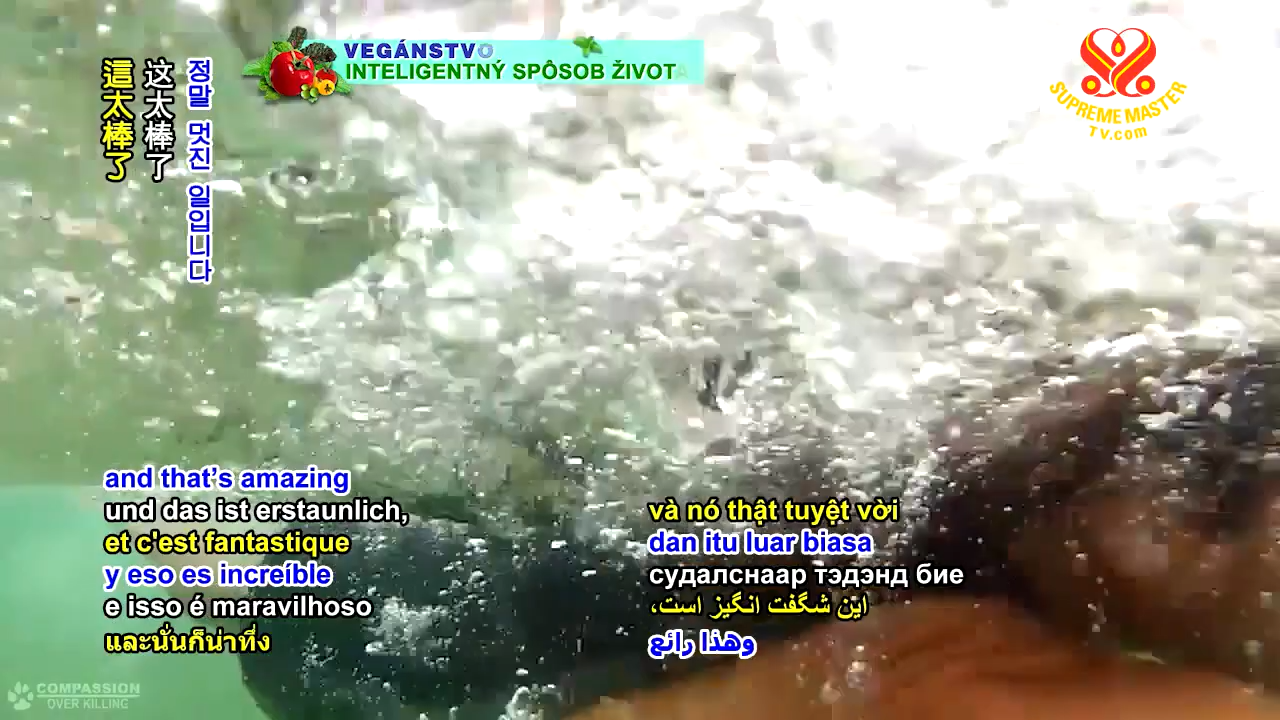 VEGÁNSTVO
INTELIGENTNÝ SPÔSOB ŽIVOTA
SUPREME MASTER
TV.com
這太棒了
这太棒了
정말 멋진 일입니다
and that's amazing
und das ist erstaunlich,
et c'est fantastique
y eso es increíble
e isso é maravilhoso
และนั่นก็น่าทึ่ง
và nó thật tuyệt vời
dan itu luar biasa
судалснаар тэдэнд бие
این شگفت انگیز است،
وهذا رائع
COMPASSION
OVER KILLING